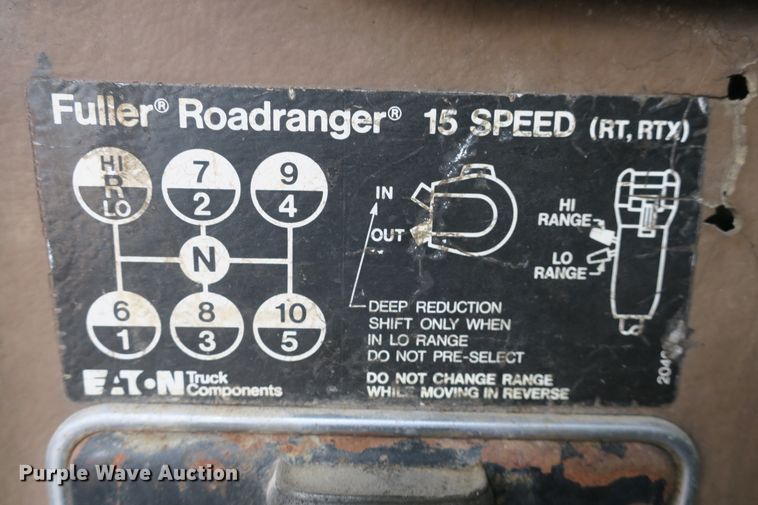 Fuller® Roadranger® 15 SPEED (RT, RTX)
HI R LO
7 2
9 4
N
6 1
8 3
10 5
IN
OUT
HI RANGE
LO RANGE
DEEP REDUCTION
SHIFT ONLY WHEN
IN LO RANGE
DO NOT PRE-SELECT
DO NOT CHANGE RANGE
WHILE MOVING IN REVERSE
EATON Truck Components
Purple Wave Auction